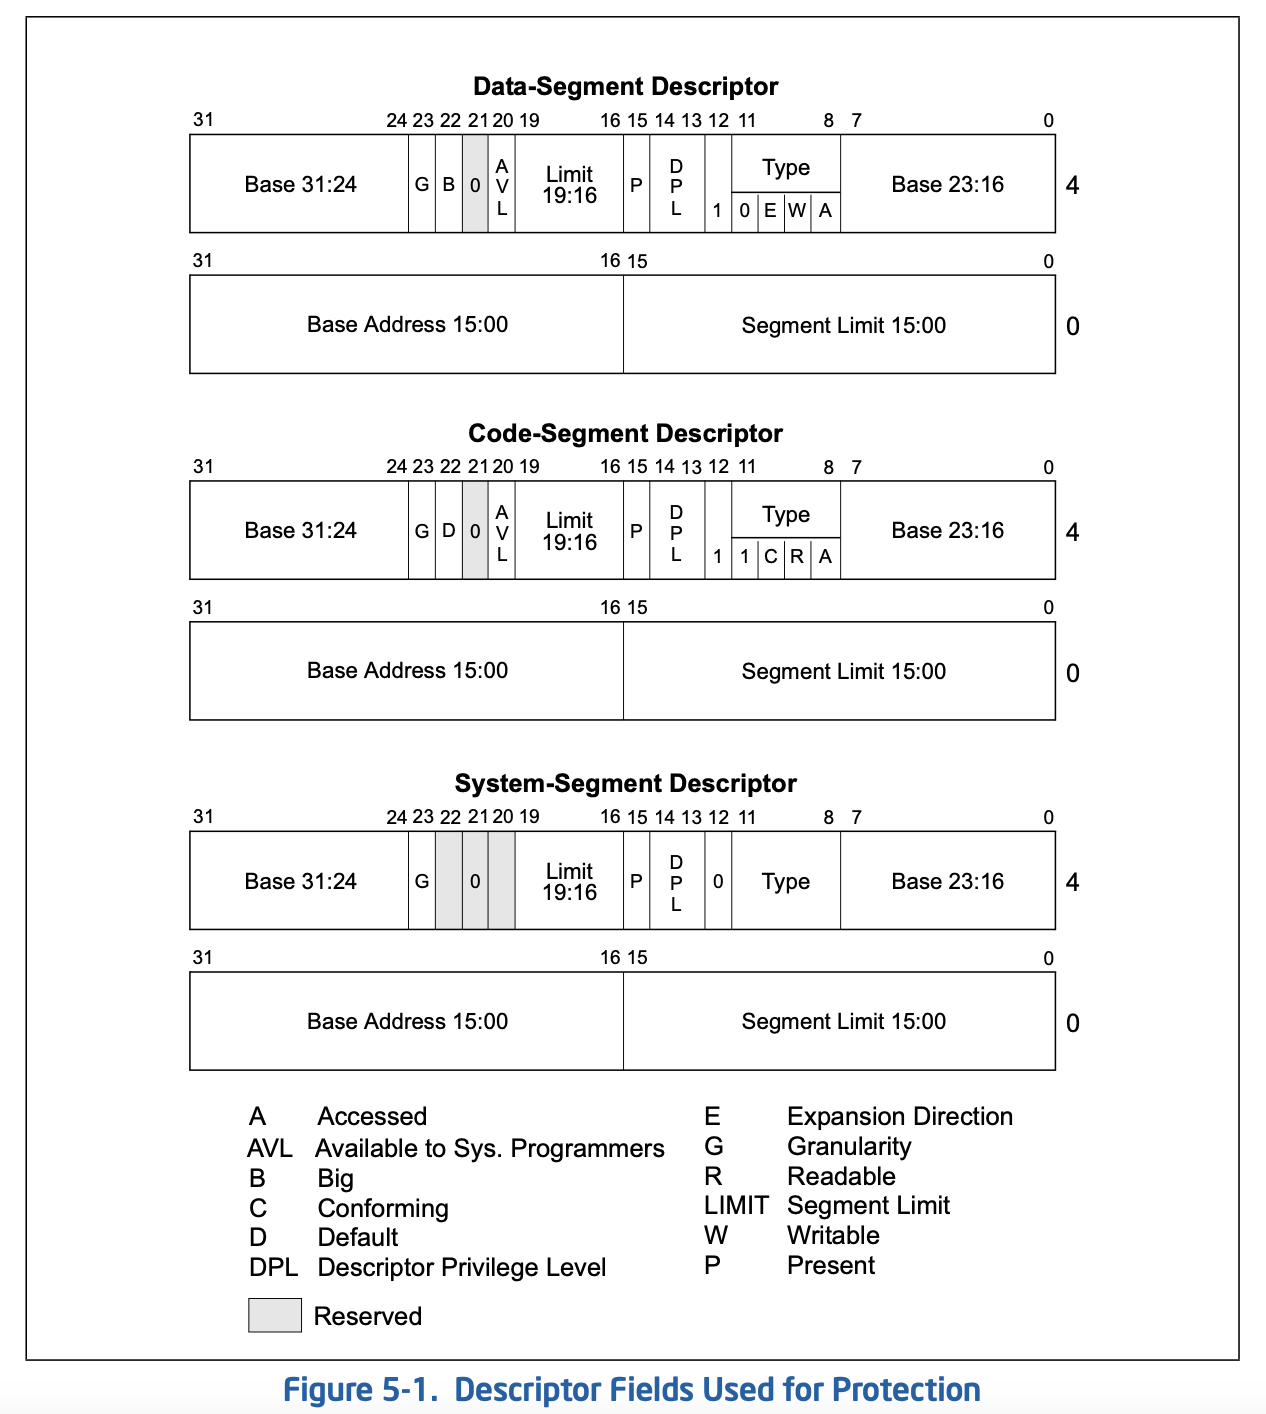 Data-Segment Descriptor
31 24 23 22 21 20 19 16 15 14 13 12 11 8 7 0
Base 31:24 G B 0 AVL Limit 19:16 P DPL 1 Type 0 E W A Base 23:16 4
31 16 15 0
Base Address 15:00 Segment Limit 15:00 0
Code-Segment Descriptor
31 24 23 22 21 20 19 16 15 14 13 12 11 8 7 0
Base 31:24 G D 0 AVL Limit 19:16 P DPL 1 Type 1 C R A Base 23:16 4
31 16 15 0
Base Address 15:00 Segment Limit 15:00 0
System-Segment Descriptor
31 24 23 22 21 20 19 16 15 14 13 12 11 8 7 0
Base 31:24 G 0 Limit 19:16 P DPL 0 Type Base 23:16 4
31 16 15 0
Base Address 15:00 Segment Limit 15:00 0
A Accessed
AVL Available to Sys. Programmers
B Big
C Conforming
D Default
DPL Descriptor Privilege Level
E Expansion Direction
G Granularity
R Readable
LIMIT Segment Limit
W Writable
P Present
Reserved
Figure 5-1. Descriptor Fields Used for Protection